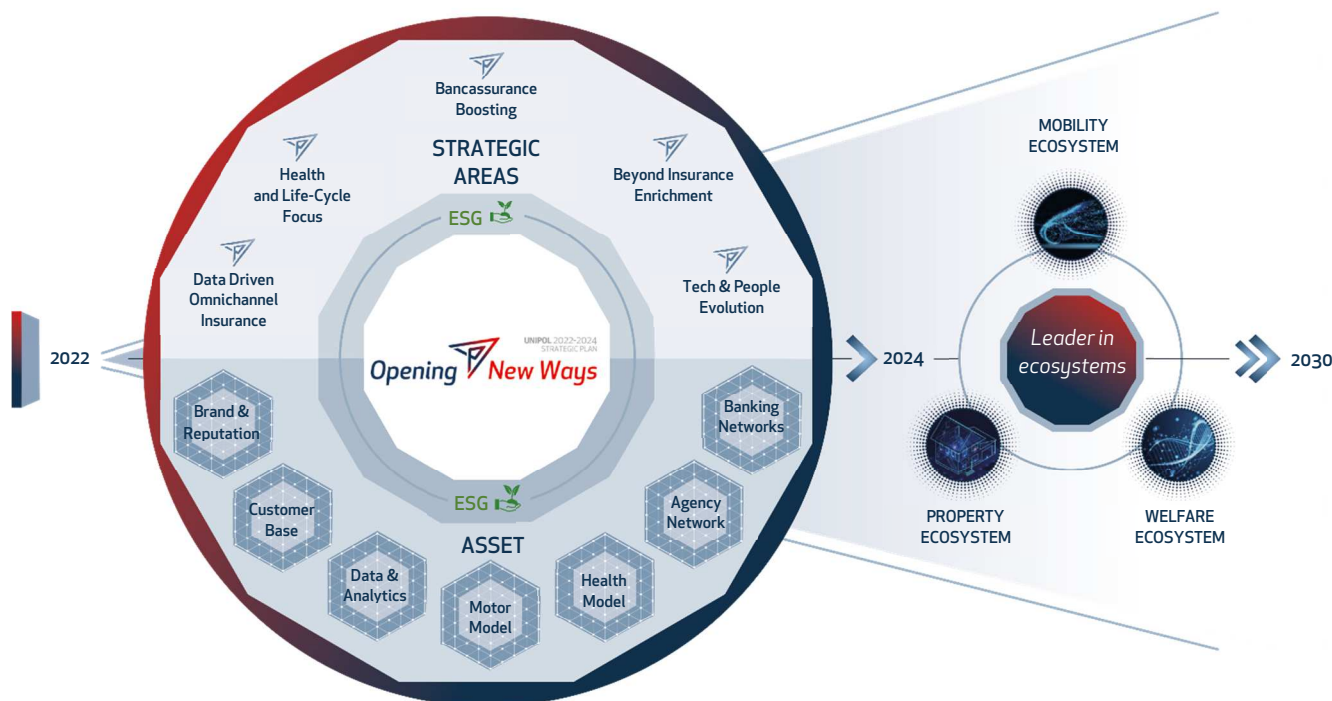 Bancassurance
Boosting
STRATEGIC
AREAS
Health
and Life-Cycle
Focus
Beyond Insurance
Enrichment
ESG
Data Driven
Omnichannel
Insurance
Tech & People
Evolution
2022
UNIPOL 2022-2024
STRATEGIC PLAN
Opening New Ways
Brand &
Reputation
Customer
Base
Data &
Analytics
Motor
Model
Health
Model
Agency
Network
Banking
Networks
ESG
ASSET
2024
MOBILITY
ECOSYSTEM
Leader in
ecosystems
PROPERTY
ECOSYSTEM
WELFARE
ECOSYSTEM
2030